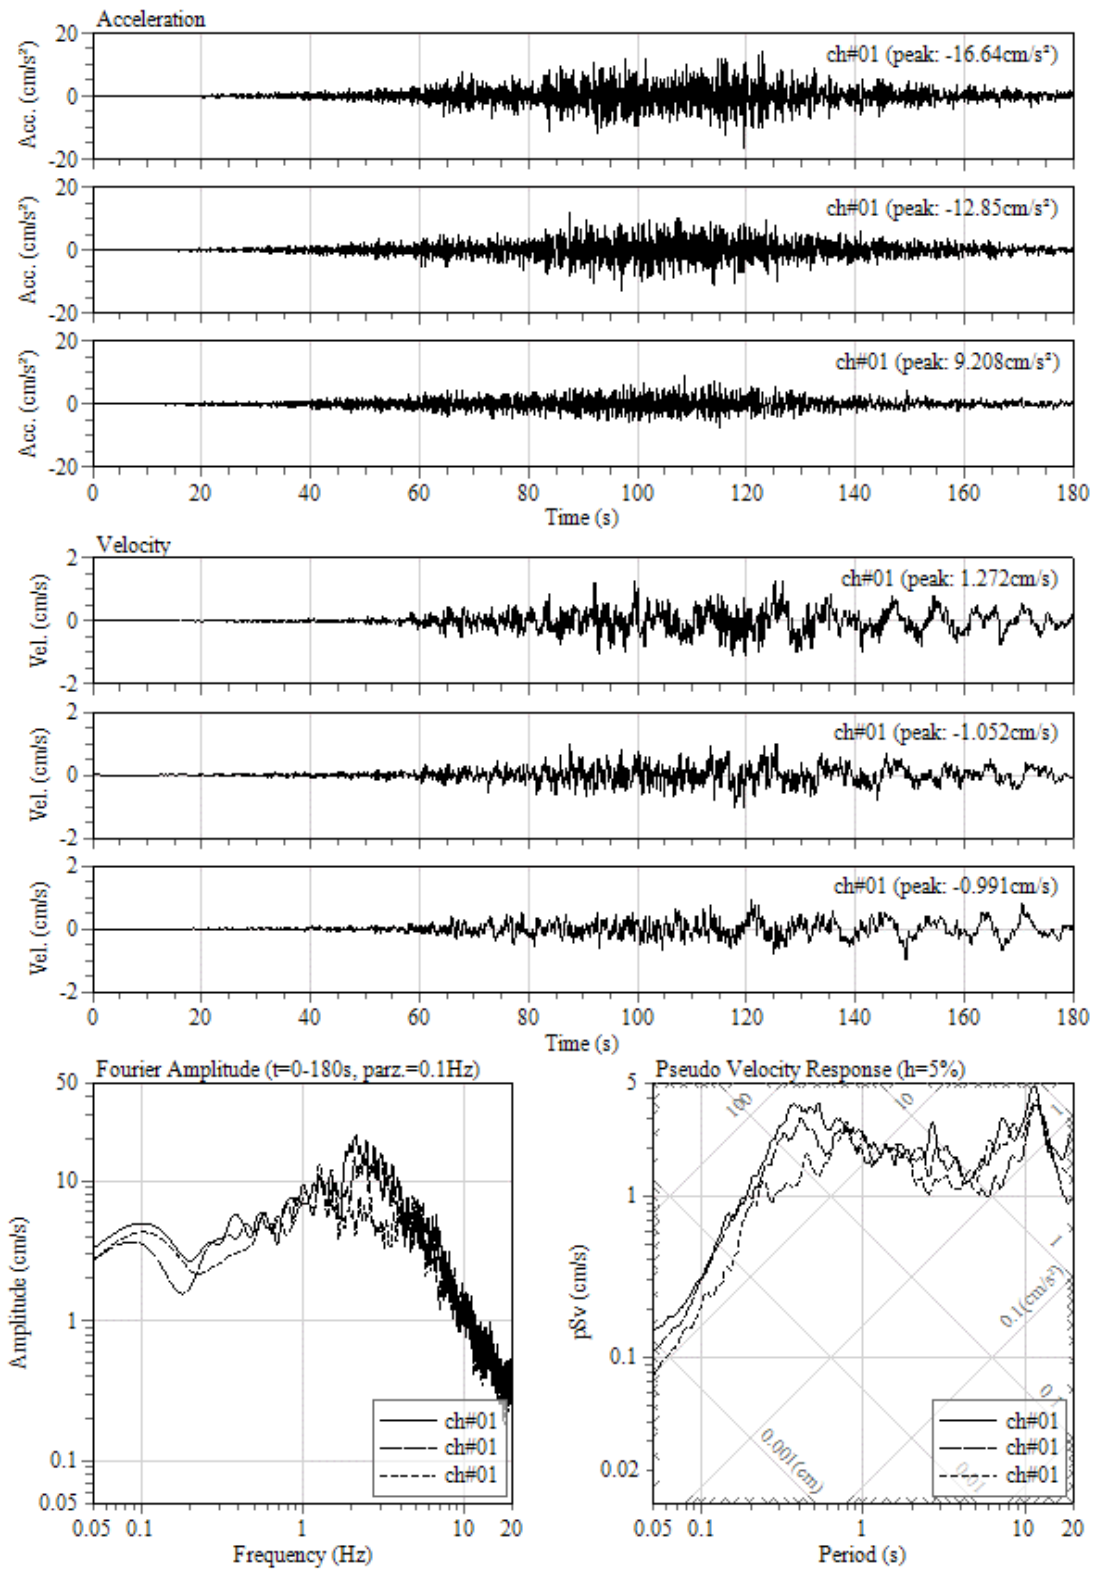 Acceleration
20
0
-20
Acc. (cm/s²)
ch#01 (peak: -16.64cm/s²)
20
0
-20
Acc. (cm/s²)
ch#01 (peak: -12.85cm/s²)
20
0
-20
Acc. (cm/s²)
ch#01 (peak: 9.208cm/s²)
0 20 40 60 80 100 120 140 160 180
Time (s)
Velocity
2
0
-2
Vel. (cm/s)
ch#01 (peak: 1.272cm/s)
2
0
-2
Vel. (cm/s)
ch#01 (peak: -1.052cm/s)
2
0
-2
Vel. (cm/s)
ch#01 (peak: -0.991cm/s)
0 20 40 60 80 100 120 140 160 180
Time (s)
Fourier Amplitude (t=0-180s, parz.=0.1Hz)
50
10
1
0.1
0.05
Amplitude (cm/s)
ch#01
ch#01
ch#01
0.05 0.1 1 10 20
Frequency (Hz)
Pseudo Velocity Response (h=5%)
5
1
0.1
0.02
pSv (cm/s)
100
10
1
1
0.1(cm/s²)
0.1
0.001(cm)
0.01
ch#01
ch#01
ch#01
0.05 0.1 1 10 20
Period (s)